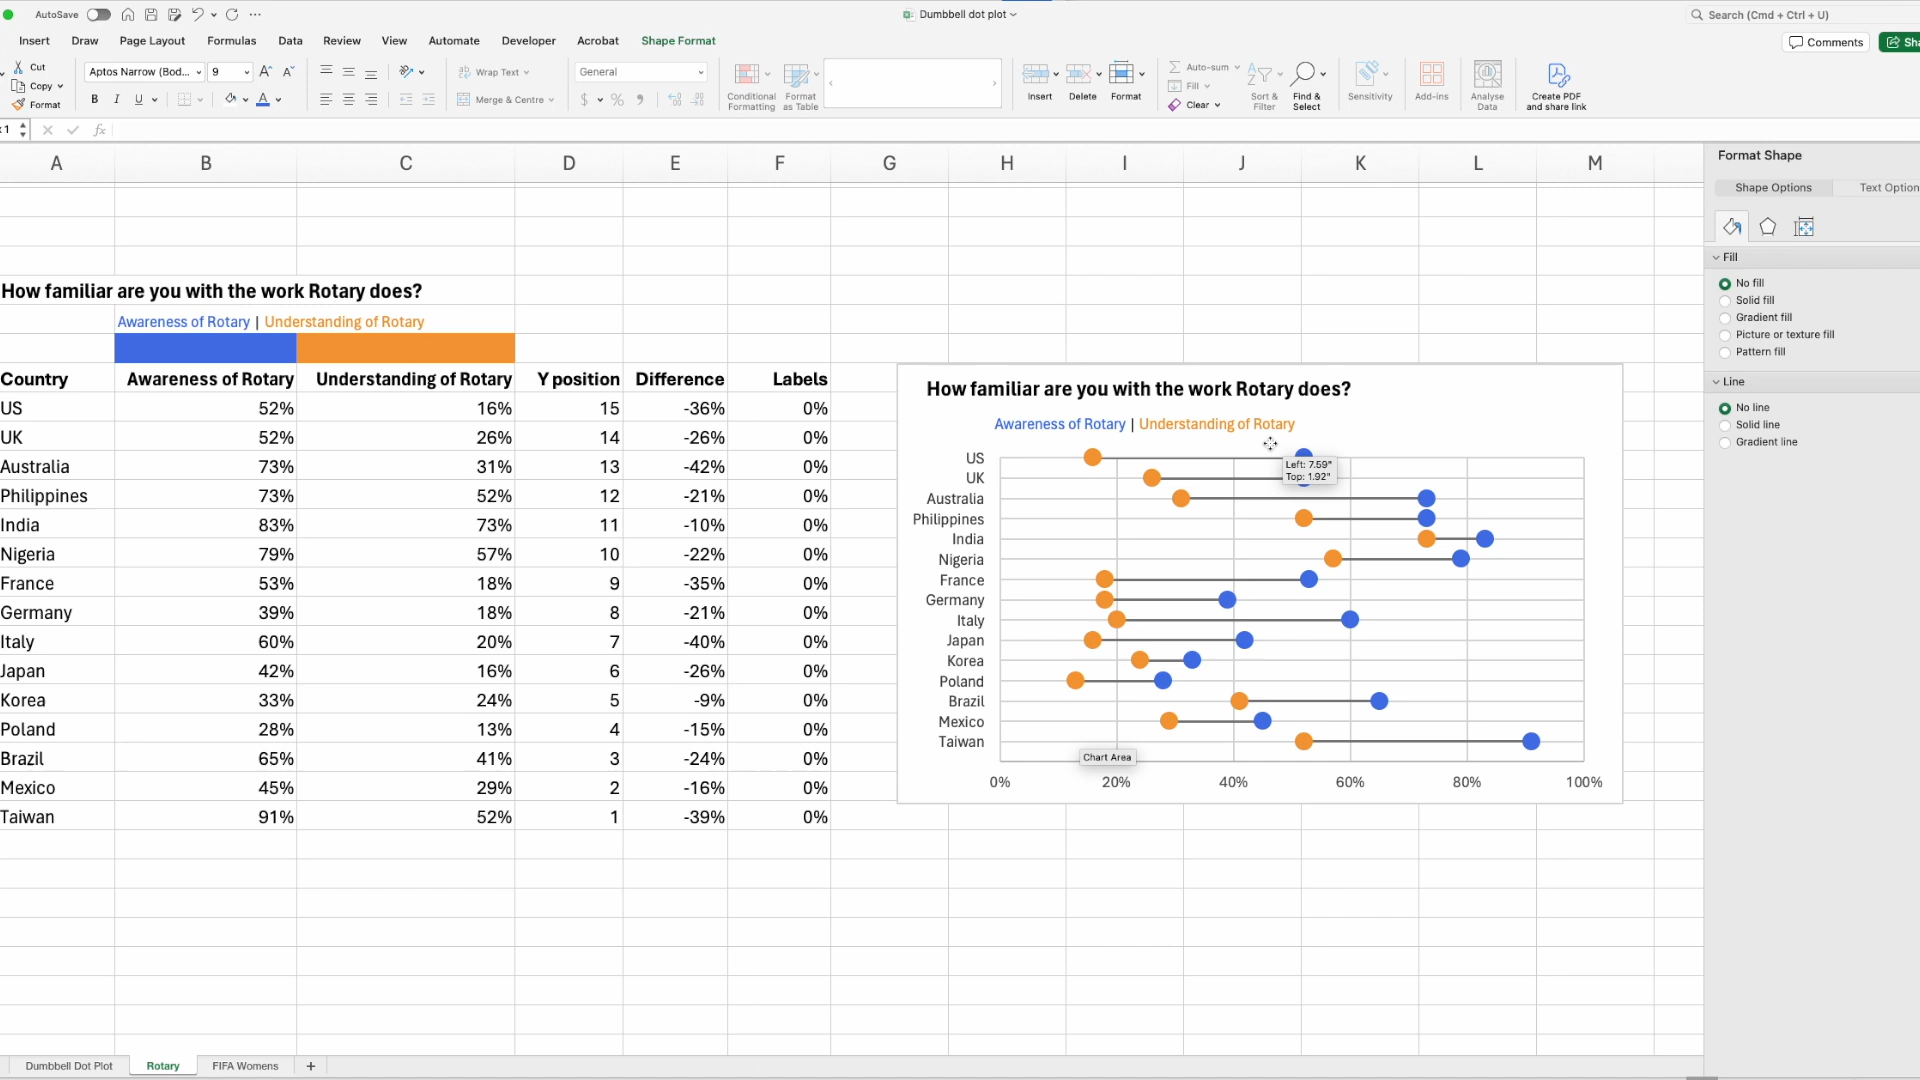 AutoSave
Dumbbell dot plot
Search (Cmd + Ctrl + U)
Insert Draw Page Layout Formulas Data Review View Automate Developer Acrobat Shape Format
Comments
Sha
Cut
Copy
Format
Aptos Narrow (Bod... 9
B I U
Wrap Text
Merge & Centre
General
$ % 9
Conditional Formatting
Format as Table
Insert Delete Format
Auto-sum
Fill
Clear
Sort & Filter
Find & Select
Sensitivity
Add-ins
Analyse Data
Create PDF and share link
1 fx
A B C D E F G H I J K L M
How familiar are you with the work Rotary does?
Awareness of Rotary | Understanding of Rotary
Country Awareness of Rotary Understanding of Rotary Y position Difference Labels
US 52% 16% 15 -36% 0%
UK 52% 26% 14 -26% 0%
Australia 73% 31% 13 -42% 0%
Philippines 73% 52% 12 -21% 0%
India 83% 73% 11 -10% 0%
Nigeria 79% 57% 10 -22% 0%
France 53% 18% 9 -35% 0%
Germany 39% 18% 8 -21% 0%
Italy 60% 20% 7 -40% 0%
Japan 42% 16% 6 -26% 0%
Korea 33% 24% 5 -9% 0%
Poland 28% 13% 4 -15% 0%
Brazil 65% 41% 3 -24% 0%
Mexico 45% 29% 2 -16% 0%
Taiwan 91% 52% 1 -39% 0%
How familiar are you with the work Rotary does?
Awareness of Rotary | Understanding of Rotary
US
UK
Australia
Philippines
India
Nigeria
France
Germany
Italy
Japan
Korea
Poland
Brazil
Mexico
Taiwan
Left: 7.59"
Top: 1.92"
Chart Area
0% 20% 40% 60% 80% 100%
Format Shape
Shape Options Text Option
Fill
No fill
Solid fill
Gradient fill
Picture or texture fill
Pattern fill
Line
No line
Solid line
Gradient line
Dumbbell Dot Plot Rotary FIFA Womens +